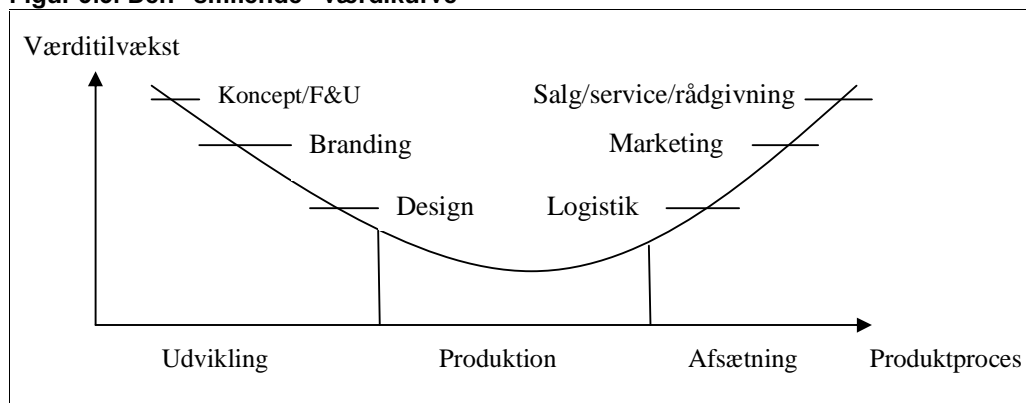 Værditilvækst
Koncept/F&U
Salg/service/rådgivning
Branding
Marketing
Design
Logistik
Udvikling
Produktion
Afsætning
Produktproces